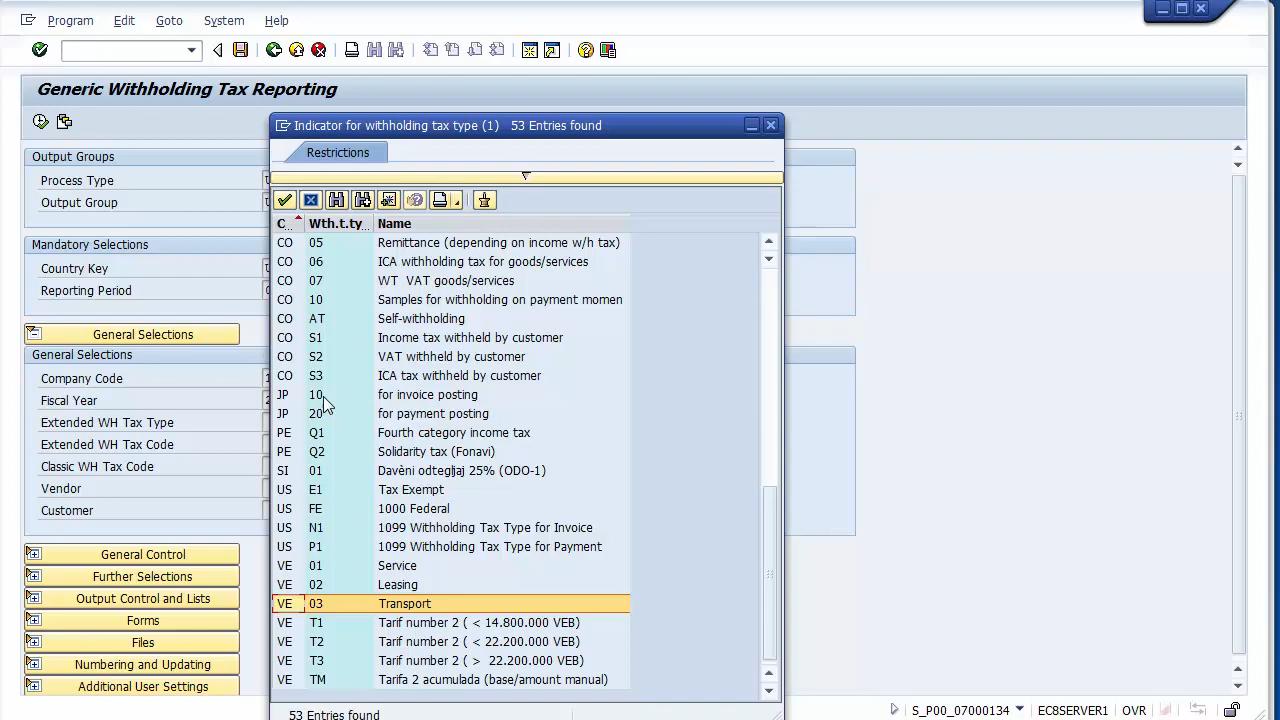 Program Edit Goto System Help
Generic Withholding Tax Reporting
Output Groups
Process Type
Output Group
Mandatory Selections
Country Key
Reporting Period
General Selections
General Selections
Company Code
Fiscal Year
Extended WH Tax Type
Extended WH Tax Code
Classic WH Tax Code
Vendor
Customer
General Control
Further Selections
Output Control and Lists
Forms
Files
Numbering and Updating
Additional User Settings
Indicator for withholding tax type (1) 53 Entries found
Restrictions
C.. Wth.t.ty... Name
CO 05 Remittance (depending on income w/h tax)
CO 06 ICA withholding tax for goods/services
CO 07 WT VAT goods/services
CO 10 Samples for withholding on payment momen
CO AT Self-withholding
CO S1 Income tax withheld by customer
CO S2 VAT withheld by customer
CO S3 ICA tax withheld by customer
JP 10 for invoice posting
JP 20 for payment posting
PE Q1 Fourth category income tax
PE Q2 Solidarity tax (Fonavi)
SI 01 Davèni odtegljaj 25% (ODO-1)
US E1 Tax Exempt
US FE 1000 Federal
US N1 1099 Withholding Tax Type for Invoice
US P1 1099 Withholding Tax Type for Payment
VE 01 Service
VE 02 Leasing
VE 03 Transport
VE T1 Tarif number 2 ( < 14.800.000 VEB)
VE T2 Tarif number 2 ( < 22.200.000 VEB)
VE T3 Tarif number 2 ( > 22.200.000 VEB)
VE TM Tarifa 2 acumulada (base/amount manual)
53 Entries found
S_P00_07000134 EC8SERVER1 OVR